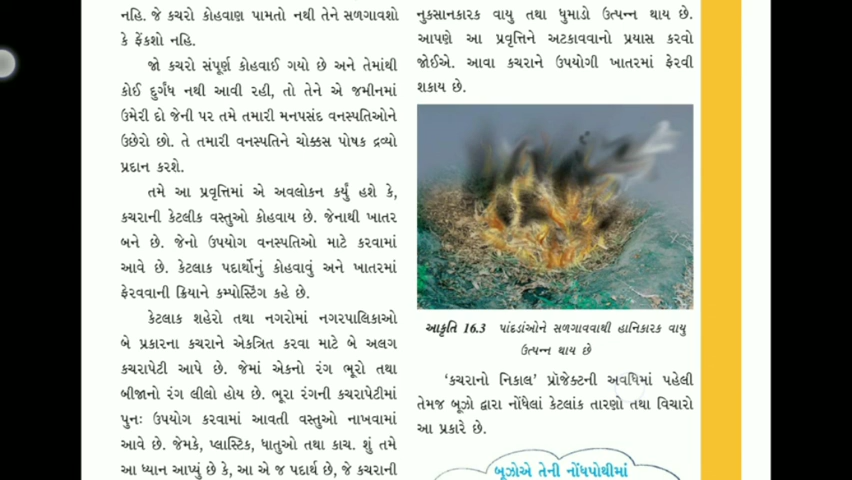 નહિ. જે કચરો કોહવાણ પામતો નથી તેને સળગાવશો
કે ફેંકશો નહિ.
જો કચરો સંપૂર્ણ કોહવાઈ ગયો છે અને તેમાંથી
કોઈ દુર્ગંધ નથી આવી રહી, તો તેને એ જમીનમાં
ઉમેરી દો જેની પર તમે તમારી મનપસંદ વનસ્પતિઓને
ઉછેરો છો. તે તમારી વનસ્પતિને ચોક્કસ પોષક દ્રવ્યો
પ્રદાન કરશે.
તમે આ પ્રવૃત્તિમાં એ અવલોકન કર્યું હશે કે,
કચરાની કેટલીક વસ્તુઓ કોહવાય છે. જેનાથી ખાતર
બને છે. જેનો ઉપયોગ વનસ્પતિઓ માટે કરવામાં
આવે છે. કેટલાક પદાર્થોનું કોહવાવું અને ખાતરમાં
ફેરવવાની ક્રિયાને કમ્પોસ્ટિંગ કહે છે.
કેટલાક શહેરો તથા નગરોમાં નગરપાલિકાઓ
બે પ્રકારના કચરાને એકત્રિત કરવા માટે બે અલગ
કચરાપેટી આપે છે. જેમાં એકનો રંગ ભૂરો તથા
બીજાનો રંગ લીલો હોય છે. ભૂરા રંગની કચરાપેટીમાં
પુનઃ ઉપયોગ કરવામાં આવતી વસ્તુઓ નાખવામાં
આવે છે. જેમકે, પ્લાસ્ટિક, ધાતુઓ તથા કાચ. શું તમે
આ ધ્યાન આપ્યું છે કે, આ એ જ પદાર્થ છે, જે કચરાની
નુકસાનકારક વાયુ તથા ધુમાડો ઉત્પન્ન થાય છે.
આપણે આ પ્રવૃત્તિને અટકાવવાનો પ્રયાસ કરવો
જોઈએ. આવા કચરાને ઉપયોગી ખાતરમાં ફેરવી
શકાય છે.
આકૃતિ 16.3 પાંદડાંઓને સળગાવવાથી હાનિકારક વાયુ
ઉત્પન્ન થાય છે
‘કચરાનો નિકાલ’ પ્રૉજેક્ટની અવધિમાં પહેલી
તેમજ બૂઝો દ્વારા નોંધેલાં કેટલાંક તારણો તથા વિચારો
આ પ્રકારે છે.
બૂઝોએ તેની નોંધપોથીમાં